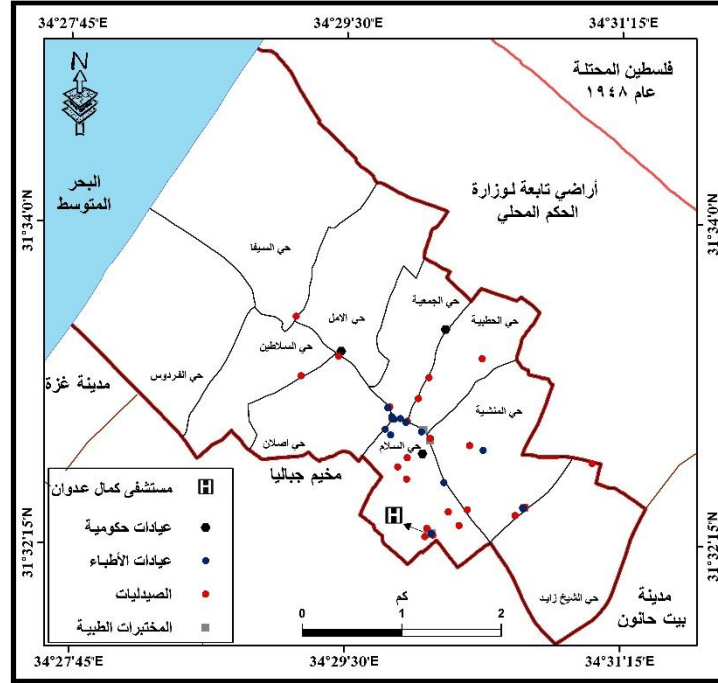 34°27'45"E
34°29'30"E
34°31'15"E
N
فلسطين المحتلة
عام ١٩٤٨
البحر
المتوسط
أراضي تابعة لوزارة
الحكم المحلي
31°34'0"N
31°34'0"N
حي السيفا
حي الجمعية
حي الامل
حي الحطبية
حي السلاطين
حي الفردوس
مدينة غزة
حي المنشية
حي اصلان
حي السلام
مخيم جباليا
H
مستشفى كمال عدوان
H
عيادات حكومية
عيادات الأطباء
الصيدليات
المختبرات الطبية
31°32'15"N
31°32'15"N
حي الشيخ زايد
مدينة
بيت حانون
كم
0
1
2
34°27'45"E
34°29'30"E
34°31'15"E